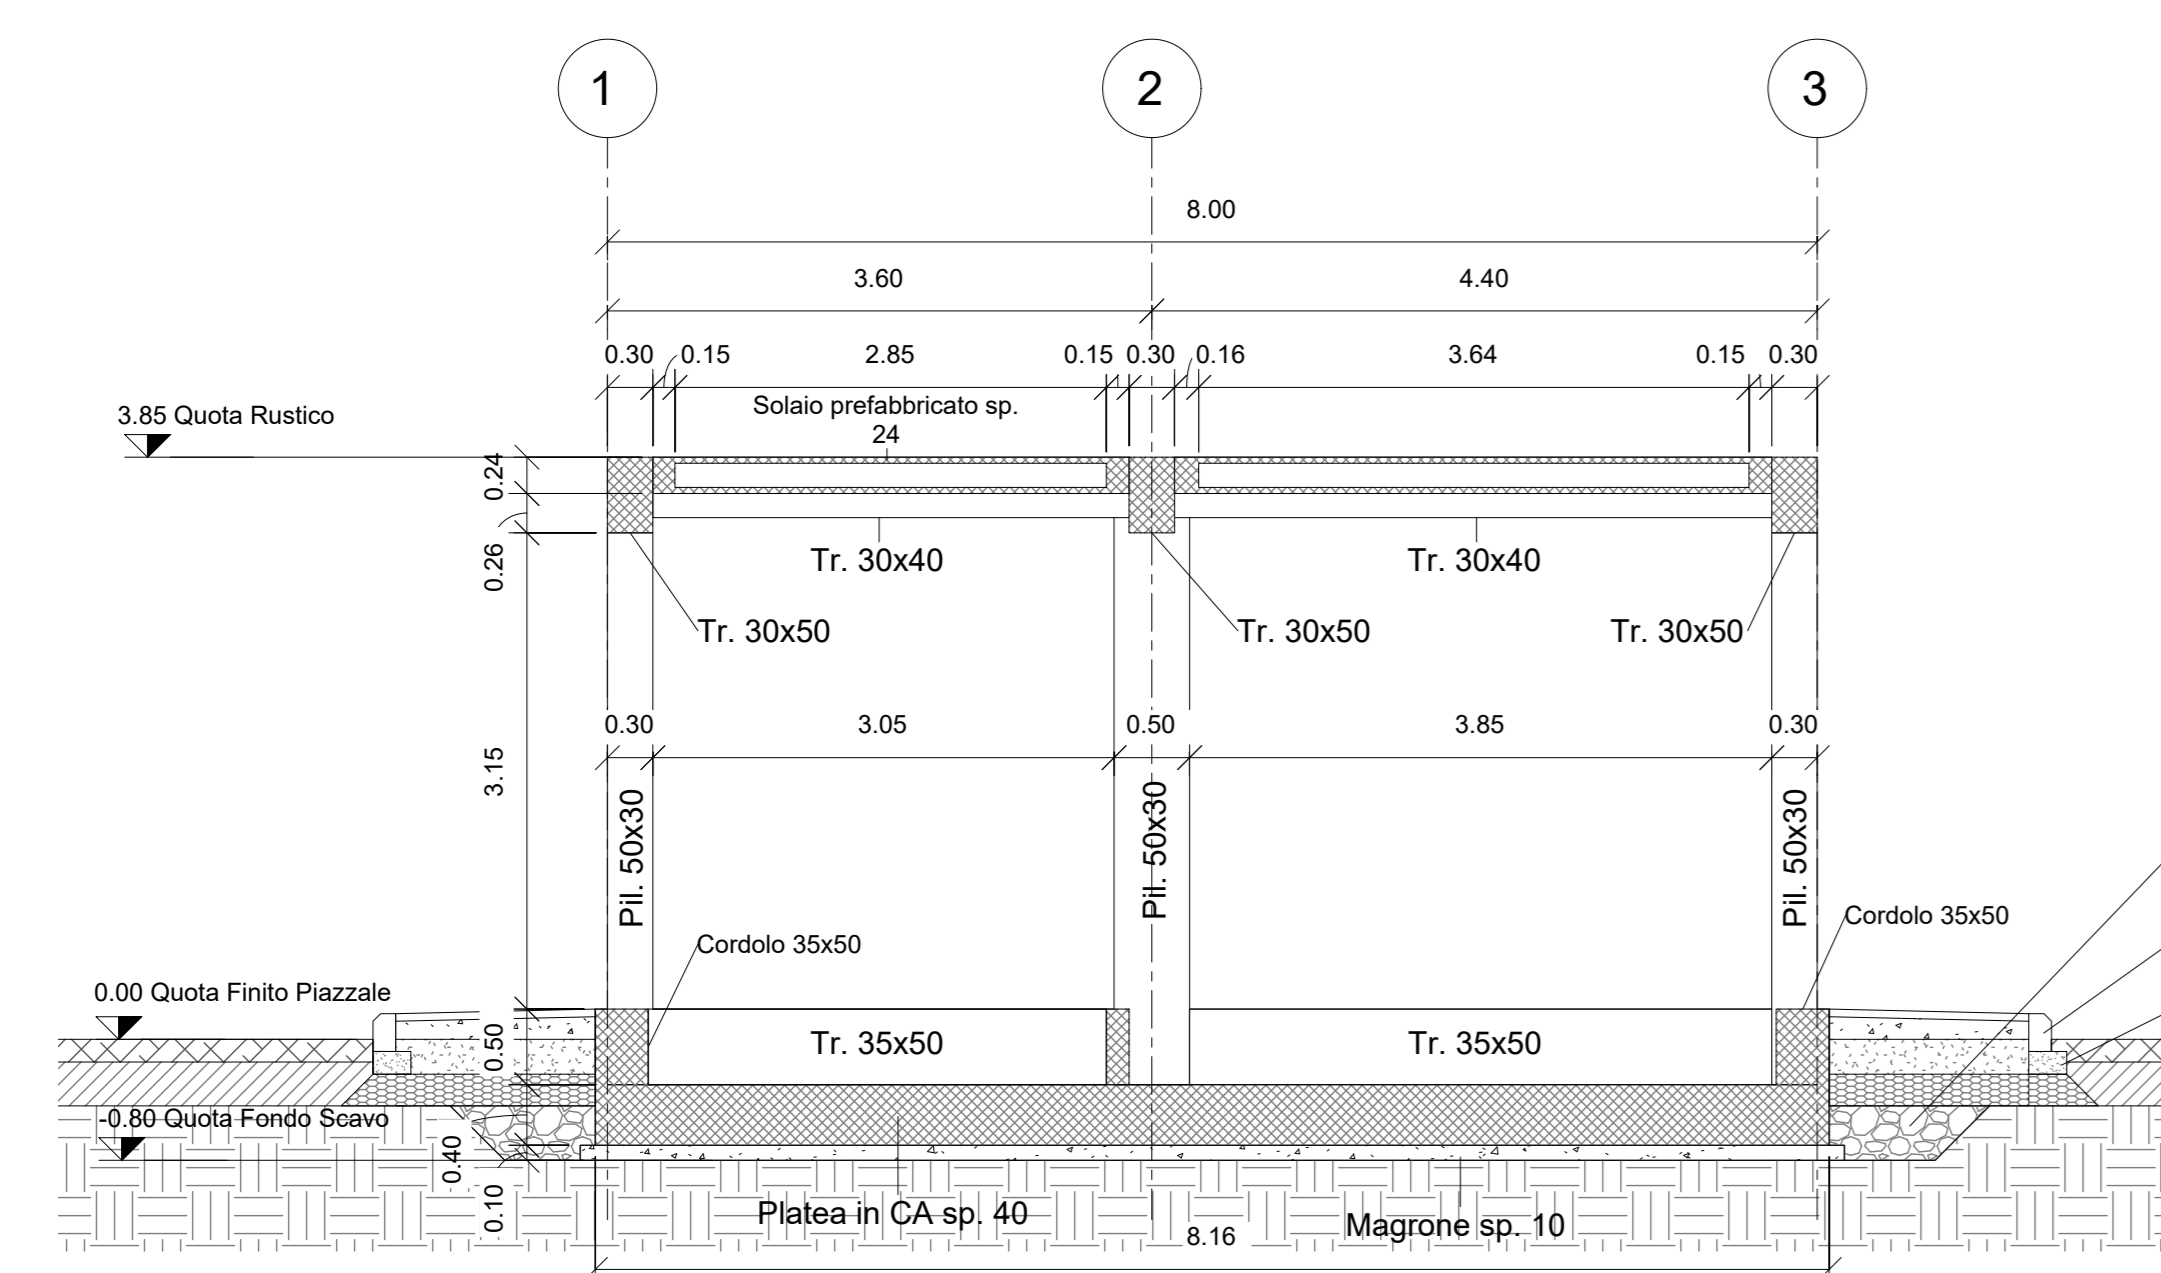 1
2
3
8.00
3.60
4.40
0.30
0.15
2.85
0.15
0.30
0.16
3.64
0.15
0.30
Solaio prefabbricato sp.
24
3.85 Quota Rustico
0.24
0.26
Tr. 30x40
Tr. 30x40
Tr. 30x50
Tr. 30x50
Tr. 30x50
0.30
3.05
0.50
3.85
0.30
3.15
Pil. 50x30
Pil. 50x30
Pil. 50x30
Cordolo 35x50
Cordolo 35x50
0.00 Quota Finito Piazzale
0.50
Tr. 35x50
Tr. 35x50
-0.80 Quota Fondo Scavo
0.40
0.10
Platea in CA sp. 40
Magrone sp. 10
8.16